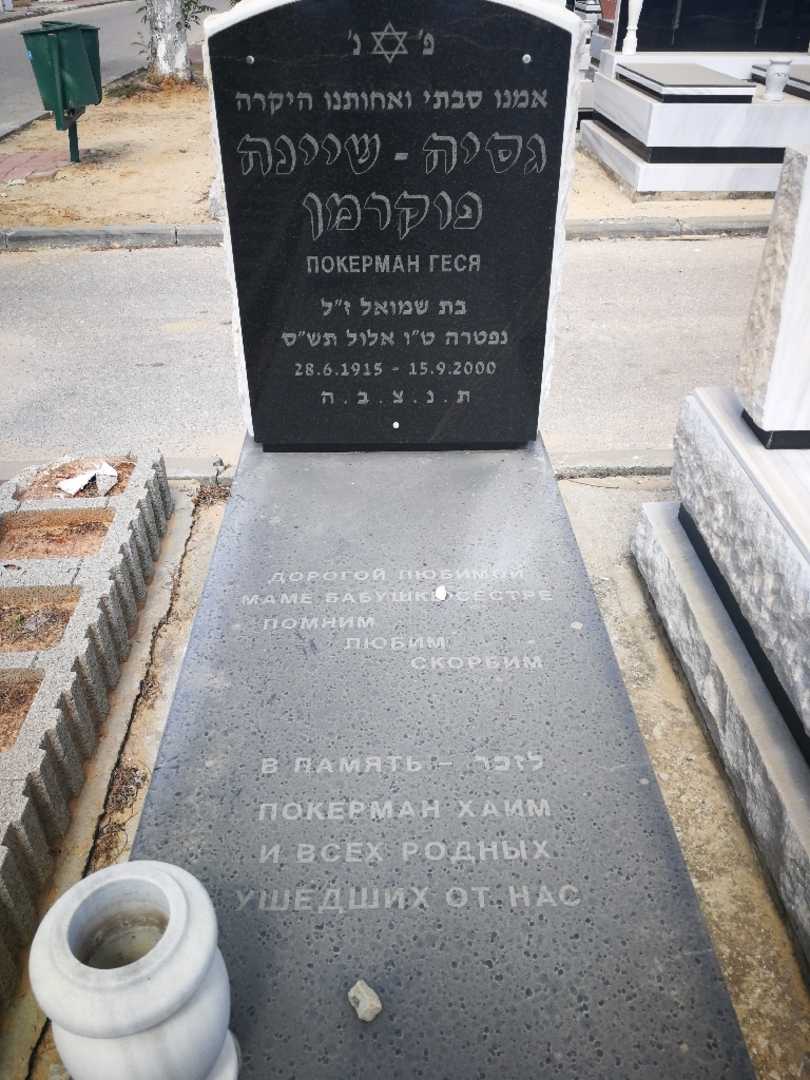 פ' נ'
אמנו סבתי ואחותנו היקרה
גסיה - שיינה
פוקרמן
ПОКЕРМАН ГЕСЯ
בת שמואל ז"ל
נפטרה ט"ו אלול תש"ס
28.6.1915 - 15.9.2000
ת.נ.צ.ב.ה
ДОРОГОЙ ЛЮБИМОЙ
МАМЕ БАБУШКЕ СЕСТРЕ
ПОМНИМ
ЛЮБИМ
СКОРБИМ
В ПАМЯТЬ - לזכר
ПОКЕРМАН ХАИМ
И ВСЕХ РОДНЫХ
УШЕДШИХ ОТ НАС